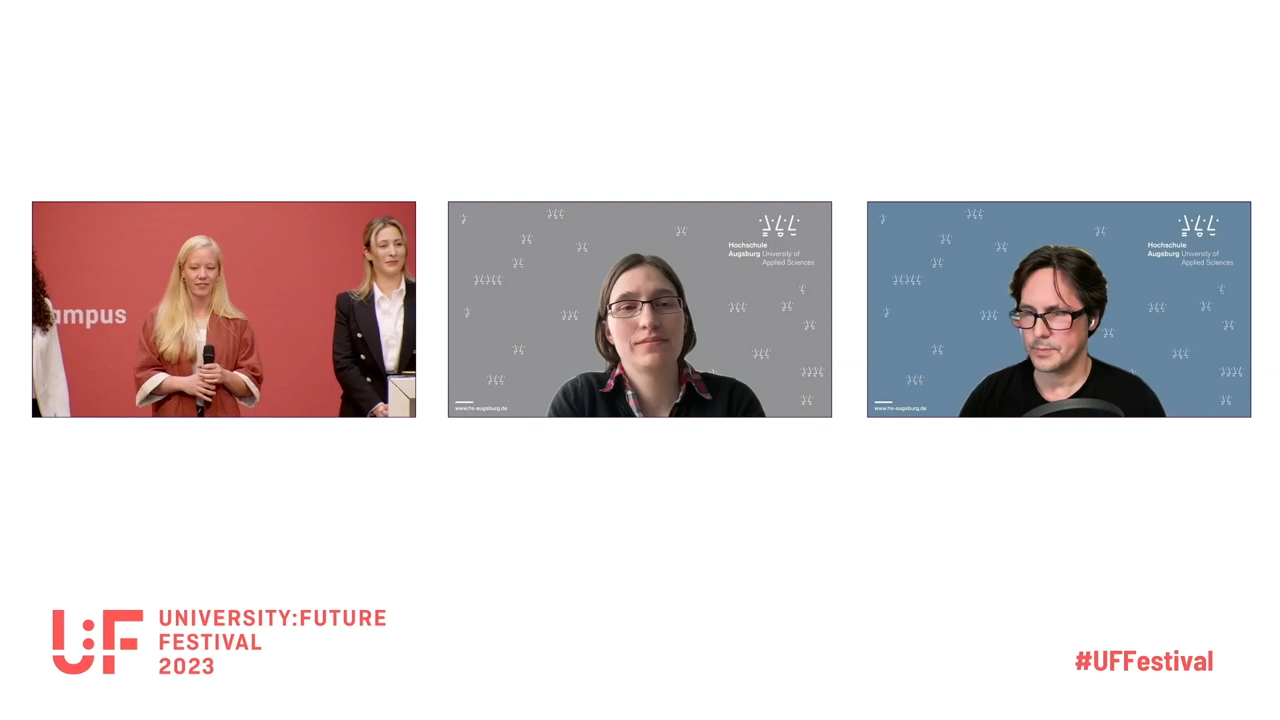 ampus
Hochschule
Augsburg University of
Applied Sciences
www.hs-augsburg.de
Hochschule
Augsburg University of
Applied Sciences
www.hs-augsburg.de
U:F
UNIVERSITY:FUTURE
FESTIVAL
2023
#UFFestival